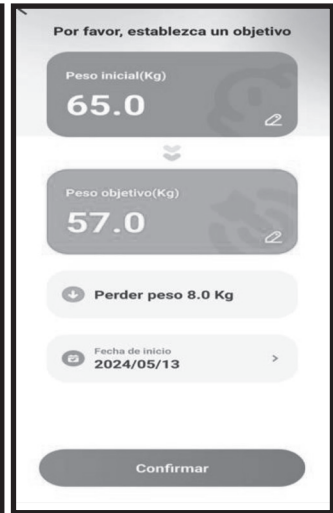 Por favor, establezca un objetivo
Peso inicial(Kg)
65.0
Peso objetivo(Kg)
57.0
Perder peso 8.0 Kg
Fecha de inicio
2024/05/13
Confirmar